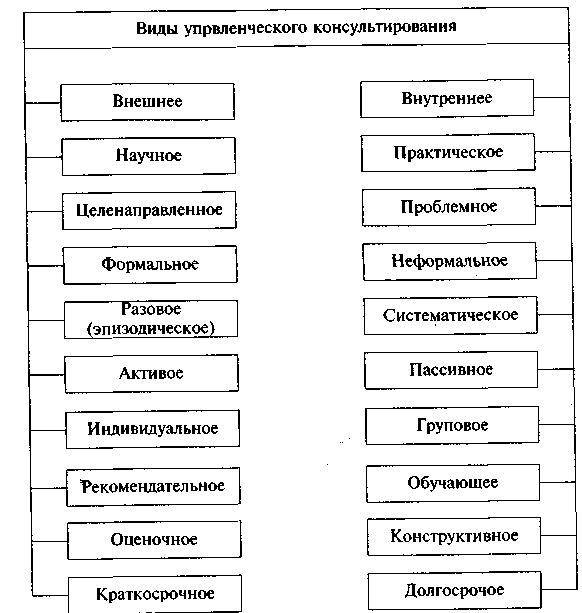 Виды упрвленческого консультирования
Внешнее
Внутреннее
Научное
Практическое
Целенаправленное
Проблемное
Формальное
Неформальное
Разовое
(эпизодическое)
Систематическое
Активное
Пассивное
Индивидуальное
Груповое
Рекомендательное
Обучающее
Оценочное
Конструктивное
Краткосрочное
Долгосрочое